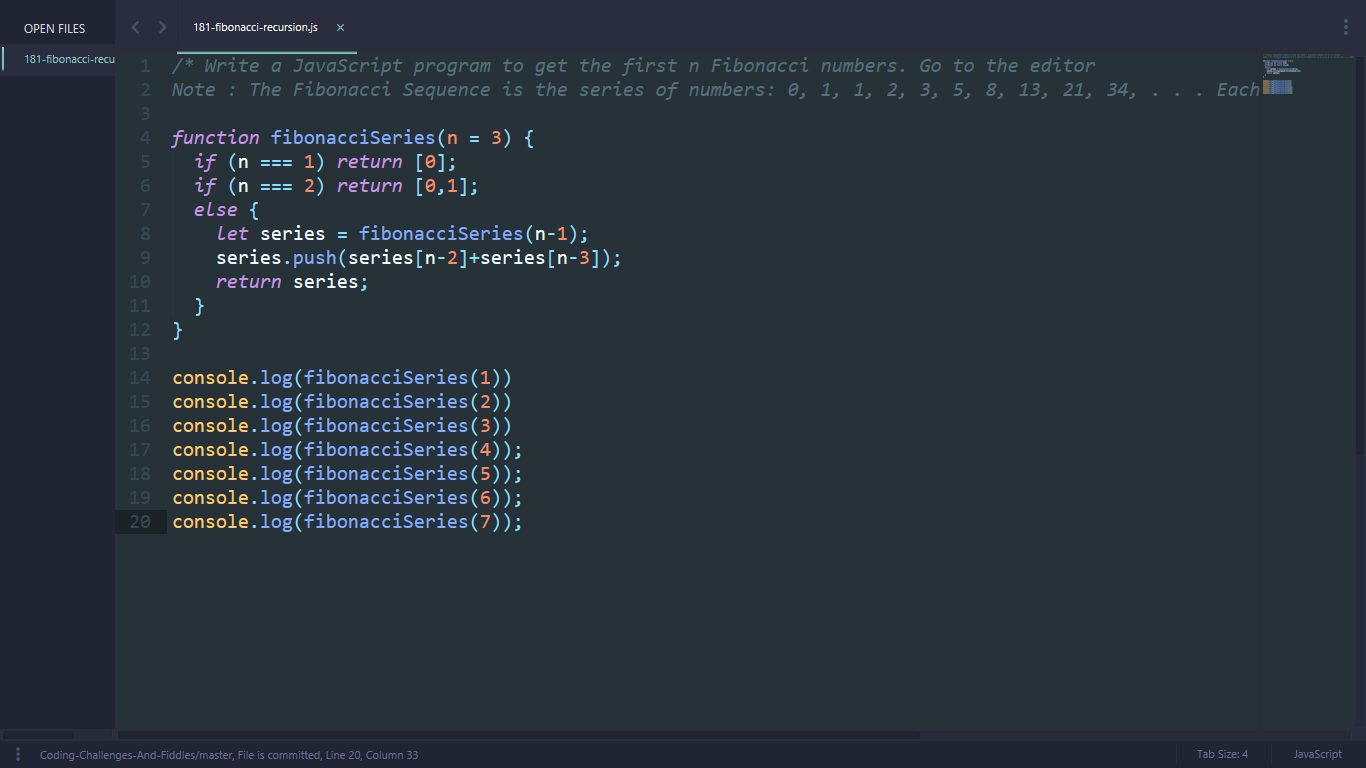 OPEN FILES
181-fibonacci-recu
181-fibonacci-recursion.js ×
1 /* Write a JavaScript program to get the first n Fibonacci numbers. Go to the editor
2 Note : The Fibonacci Sequence is the series of numbers: 0, 1, 1, 2, 3, 5, 8, 13, 21, 34, . . . Each
3
4 function fibonacciSeries(n = 3) {
5   if (n === 1) return [0];
6   if (n === 2) return [0,1];
7   else {
8     let series = fibonacciSeries(n-1);
9     series.push(series[n-2]+series[n-3]);
10     return series;
11   }
12 }
13
14 console.log(fibonacciSeries(1))
15 console.log(fibonacciSeries(2))
16 console.log(fibonacciSeries(3))
17 console.log(fibonacciSeries(4));
18 console.log(fibonacciSeries(5));
19 console.log(fibonacciSeries(6));
20 console.log(fibonacciSeries(7));
Coding-Challenges-And-Fiddles/master, File is committed, Line 20, Column 33
Tab Size: 4
JavaScript